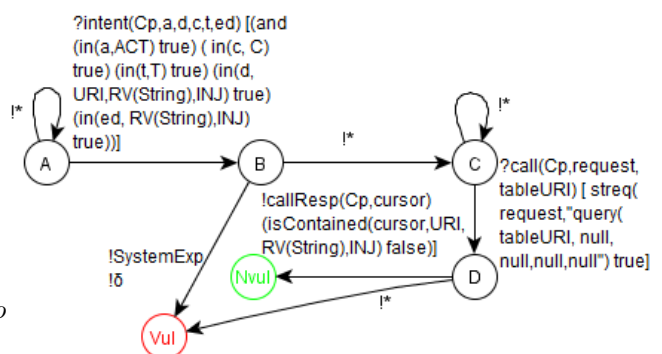 ?intent(Cp,a,d,c,t,ed) [(and
(in(a,ACT) true) ( in(c, C)
true) (in(t,T) true) (in(d,
URI,RV(String),INJ) true)
(in(ed, RV(String),INJ)
true))]
!*
!*
!*
A
B
C
?call(Cp,request,
tableURI) [ streq(
request,"query(
tableURI, null,
null,null,null") true]
!callResp(Cp,cursor)
(isContained(cursor,URI,
RV(String),INJ) false)]
!SystemExp
!δ
Nvul
D
!*
o
Vul